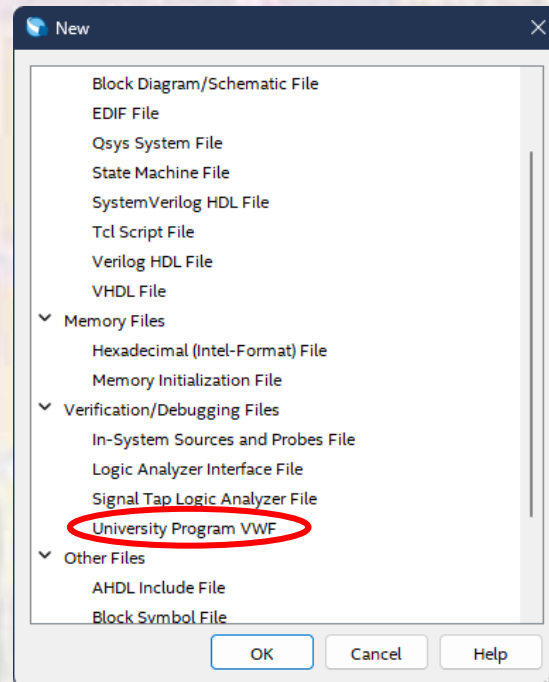 New
Block Diagram/Schematic File
EDIF File
Qsys System File
State Machine File
SystemVerilog HDL File
Tcl Script File
Verilog HDL File
VHDL File
Memory Files
Hexadecimal (Intel-Format) File
Memory Initialization File
Verification/Debugging Files
In-System Sources and Probes File
Logic Analyzer Interface File
Signal Tap Logic Analyzer File
University Program VWF
Other Files
AHDL Include File
Block Symbol File
OK Cancel Help